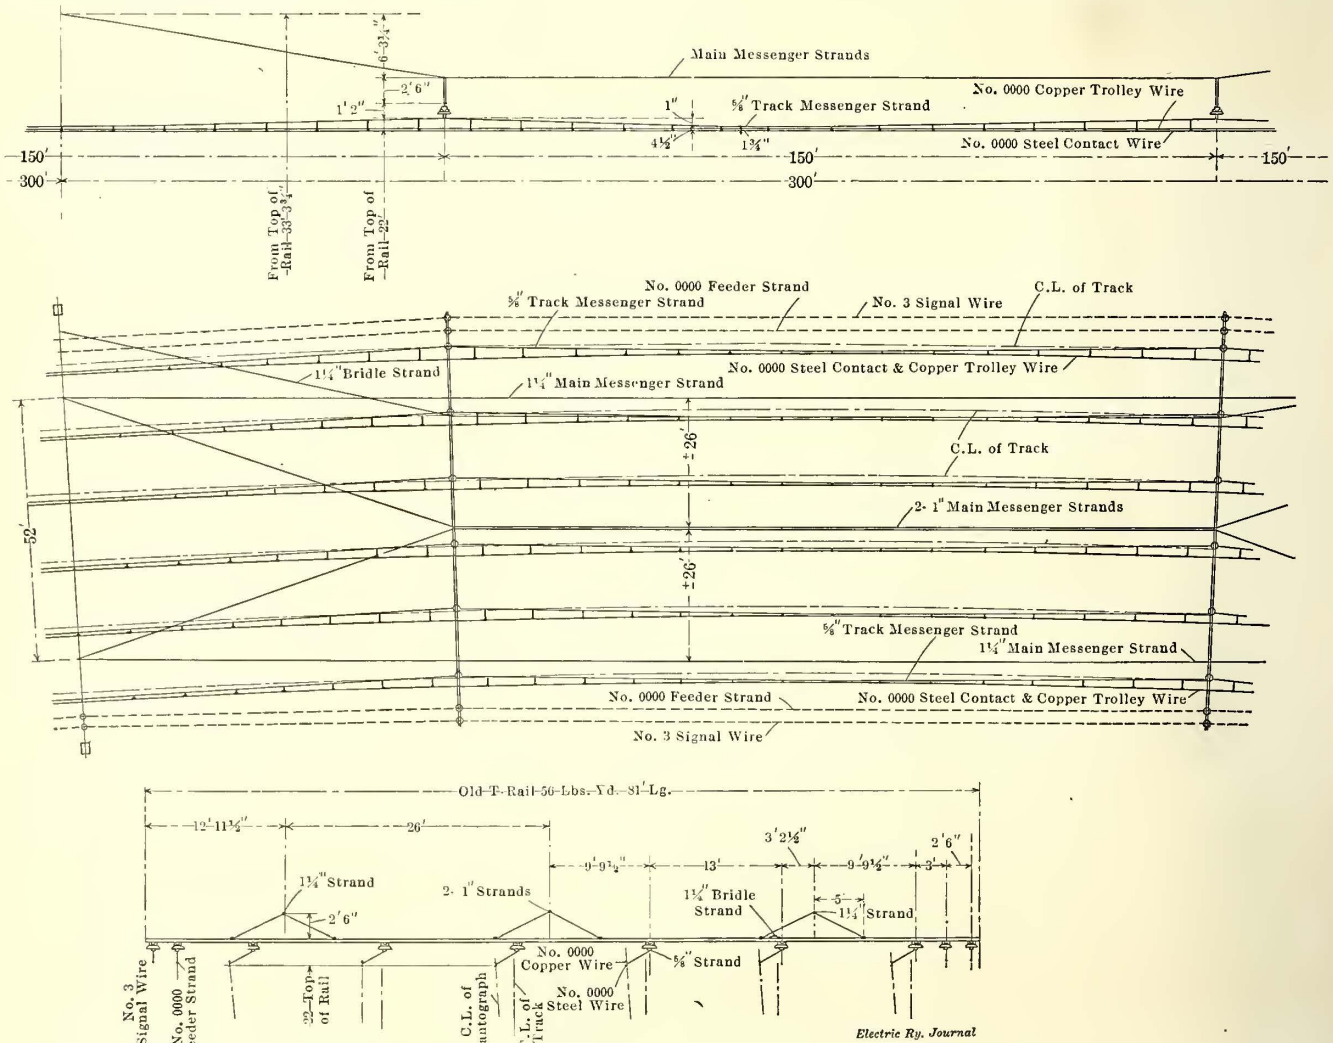 6'-3¼"
Main Messenger Strands
2'6"
No. 0000 Copper Trolley Wire
1'2"
1"
⅝" Track Messenger Strand
4½"
1¾"
No. 0000 Steel Contact Wire
150'
150'
150'
300'
300'
From Top of
Rail 33'-3¾"
From Top of
Rail 22'
No. 0000 Feeder Strand
C.L. of Track
⅝" Track Messenger Strand
No. 3 Signal Wire
1¼" Bridle Strand
No. 0000 Steel Contact & Copper Trolley Wire
1¼" Main Messenger Strand
±26'
C.L. of Track
2- 1" Main Messenger Strands
52'
±26'
⅝" Track Messenger Strand
1¼" Main Messenger Strand
No. 0000 Feeder Strand
No. 0000 Steel Contact & Copper Trolley Wire
No. 3 Signal Wire
Old T-Rail 56 Lbs. Yd. 81' Lg.
12'-11½"
26'
3'2½"
2'6"
9'9½"
13'
9'9½"
3'
1¼" Strand
2- 1" Strands
1¼" Bridle
Strand
5'
1¼" Strand
2'6"
No. 0000
Copper Wire
⅝" Strand
No. 3
Signal Wire
No. 0000
eeder Strand
22-Top
of Rail
C.L. of
antograph
C.L. of
Track
No. 0000
Steel Wire
Electric Ry. Journal